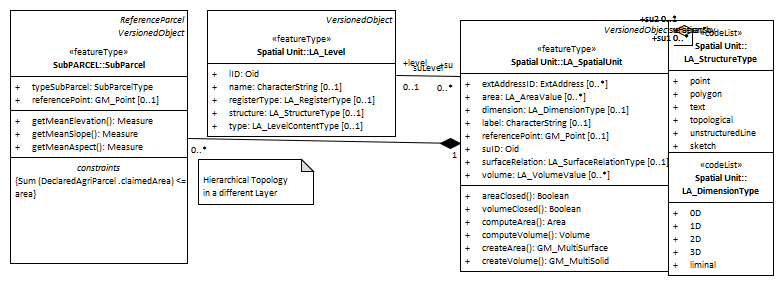 ReferenceParcel
VersionedObject
«featureType»
SubPARCEL::SubParcel
+ typeSubParcel: SubParcelType
+ referencePoint: GM_Point [0..1]
+ getMeanElevation(): Measure
+ getMeanSlope(): Measure
+ getMeanAspect(): Measure
constraints
{Sum (DeclaredAgriParcel .claimedArea) <=
area}
VersionedObject
«featureType»
Spatial Unit::LA_Level
+ lID: Oid
+ name: CharacterString [0..1]
+ registerType: LA_RegisterType [0..1]
+ structure: LA_StructureType [0..1]
+ type: LA_LevelContentType [0..1]
+level
suLevel
+su
0..1
0..*
0..*
1
Hierarchical Topology
in a different Layer
VersionedObject
«featureType»
Spatial Unit::LA_SpatialUnit
+ extAddressID: ExtAddress [0..*]
+ area: LA_AreaValue [0..*]
+ dimension: LA_DimensionType [0..1]
+ label: CharacterString [0..1]
+ referencePoint: GM_Point [0..1]
+ suID: Oid
+ surfaceRelation: LA_SurfaceRelationType [0..1]
+ volume: LA_VolumeValue [0..*]
+ areaClosed(): Boolean
+ volumeClosed(): Boolean
+ computeArea(): Area
+ computeVolume(): Volume
+ createArea(): GM_MultiSurface
+ createVolume(): GM_MultiSolid
+su2 0..1
+su1 0..*
«codeList»
Spatial Unit::
LA_StructureType
+ point
+ polygon
+ text
+ topological
+ unstructuredLine
+ sketch
«codeList»
Spatial Unit::
LA_DimensionType
+ 0D
+ 1D
+ 2D
+ 3D
+ liminal